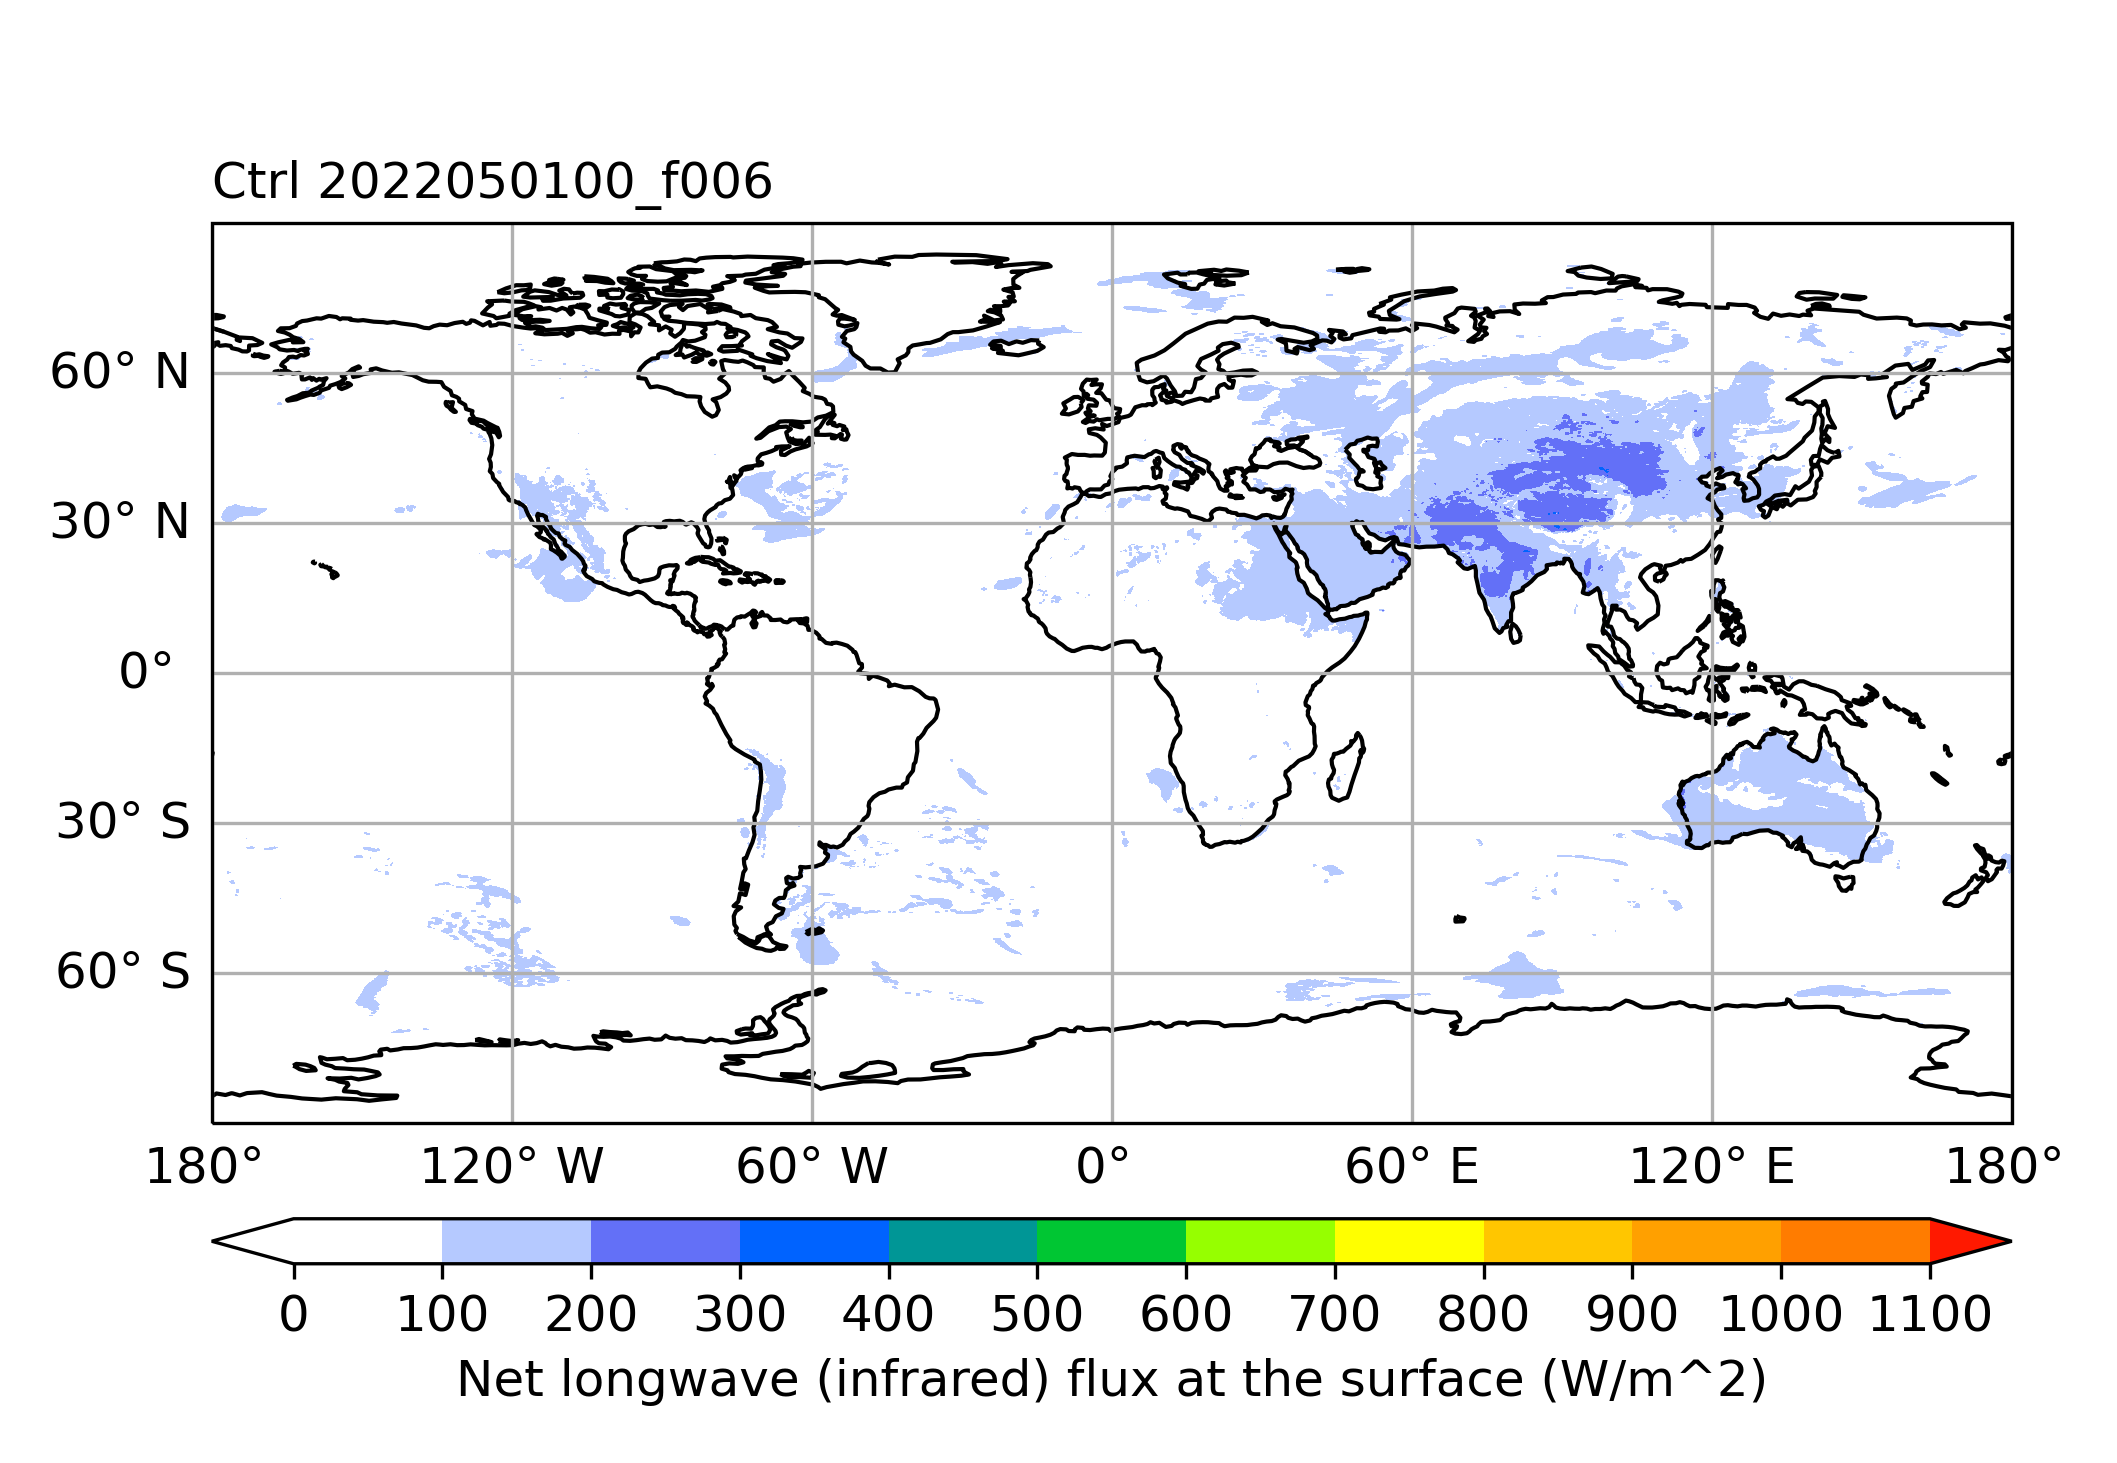 Ctrl 2022050100_f006
60° N
30° N
0°
30° S
60° S
180° 120° W 60° W 0° 60° E 120° E 180°
0 100 200 300 400 500 600 700 800 900 1000 1100
Net longwave (infrared) flux at the surface (W/m^2)